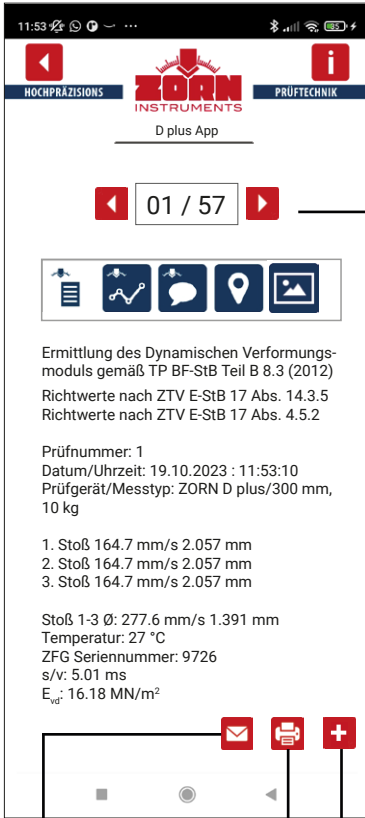 11:53
85
HOCHPRÄZISIONS
ZORN
INSTRUMENTS
i
PRÜFTECHNIK
D plus App
01 / 57
Ermittlung des Dynamischen Verformungs-
moduls gemäß TP BF-StB Teil B 8.3 (2012)
Richtwerte nach ZTV E-StB 17 Abs. 14.3.5
Richtwerte nach ZTV E-StB 17 Abs. 4.5.2
Prüfnummer: 1
Datum/Uhrzeit: 19.10.2023 : 11:53:10
Prüfgerät/Messtyp: ZORN D plus/300 mm,
10 kg
1. Stoß 164.7 mm/s 2.057 mm
2. Stoß 164.7 mm/s 2.057 mm
3. Stoß 164.7 mm/s 2.057 mm
Stoß 1-3 Ø: 277.6 mm/s 1.391 mm
Temperatur: 27 °C
ZFG Seriennummer: 9726
s/v: 5.01 ms
Evd: 16.18 MN/m²